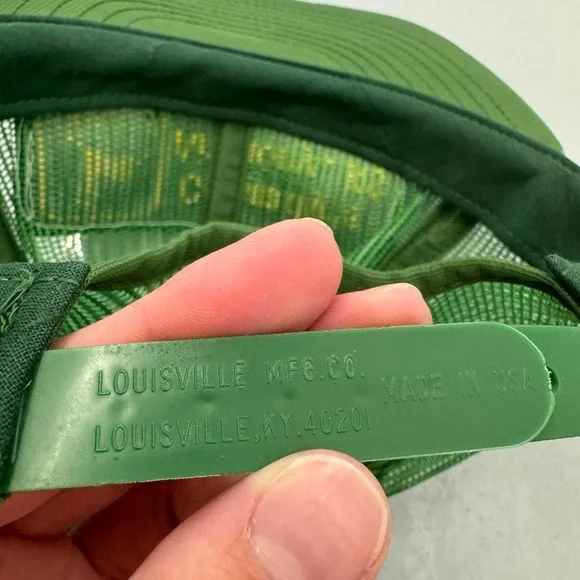 LOUISVILLE MFG.CO.
LOUISVILLE, KY. 40201
MADE IN USA